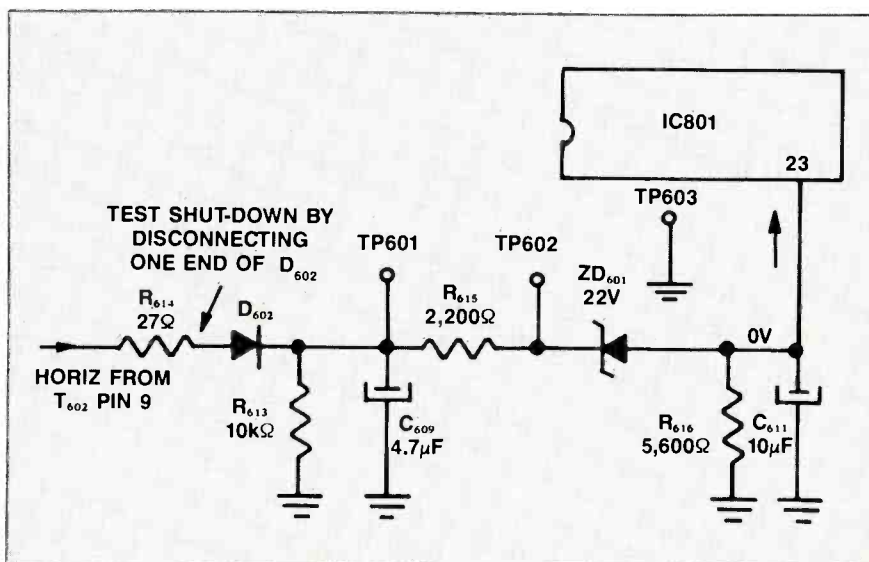 IC801
23
TP603
TEST SHUT-DOWN BY
DISCONNECTING
ONE END OF D602
TP601
TP602
ZD601
22V
R614
27Ω
D602
R615
2,200Ω
0V
HORIZ FROM
T602 PIN 9
R613
10kΩ
C609
4.7µF
R616
5,600Ω
C611
10µF